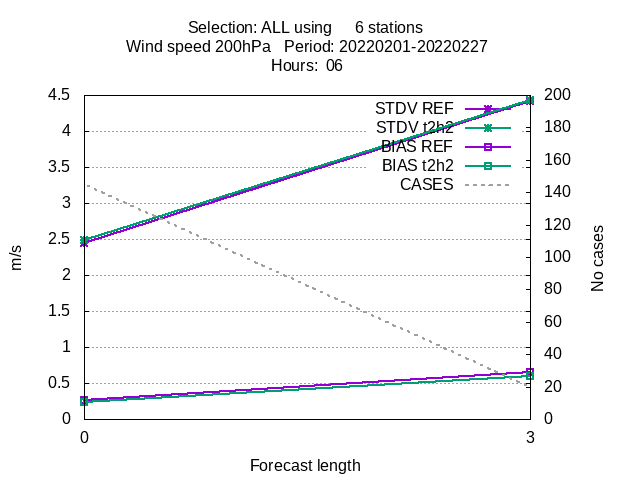 Selection: ALL using 6 stations
Wind speed 200hPa Period: 20220201-20220227
Hours: 06
4.5
4
3.5
3
2.5
2
1.5
1
0.5
0
200
180
160
140
120
100
80
60
40
20
0
STDV REF
STDV t2h2
BIAS REF
BIAS t2h2
CASES
m/s
No cases
0
3
Forecast length